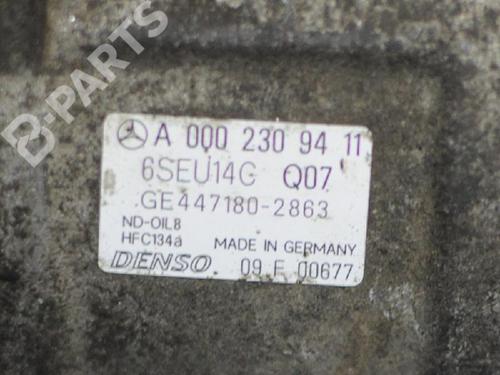 B-PARTS
A 000 230 94 11
6SEU14C Q07
GE447180-2863
ND-OIL8
HFC134a MADE IN GERMANY
DENSO 09 F 00677